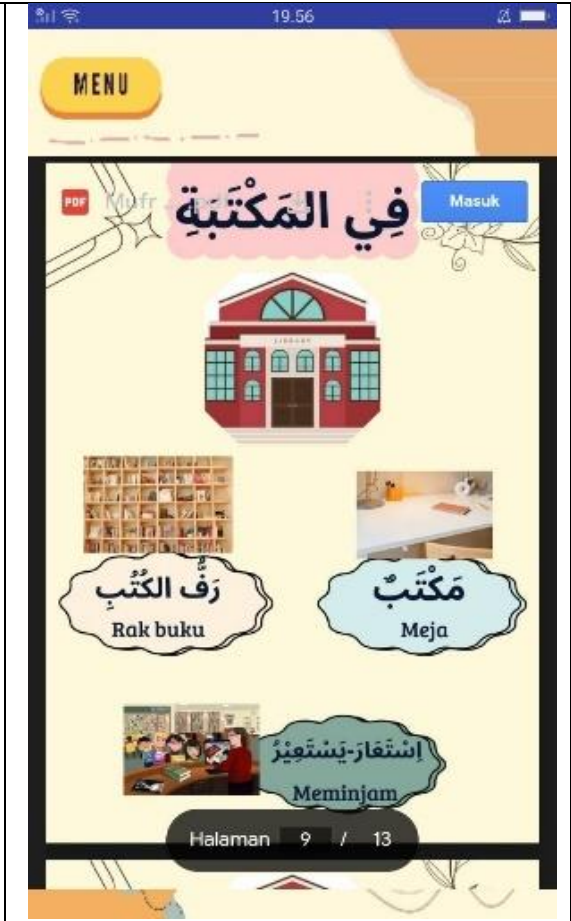 19.56
MENU
PDF
فِي المَكْتَبَةِ
Masuk
LIBRARY
رَفُّ الكُتُبِ
Rak buku
مَكْتَبٌ
Meja
اِسْتَعَارَ-يَسْتَعِيْرُ
Meminjam
Halaman 9 / 13